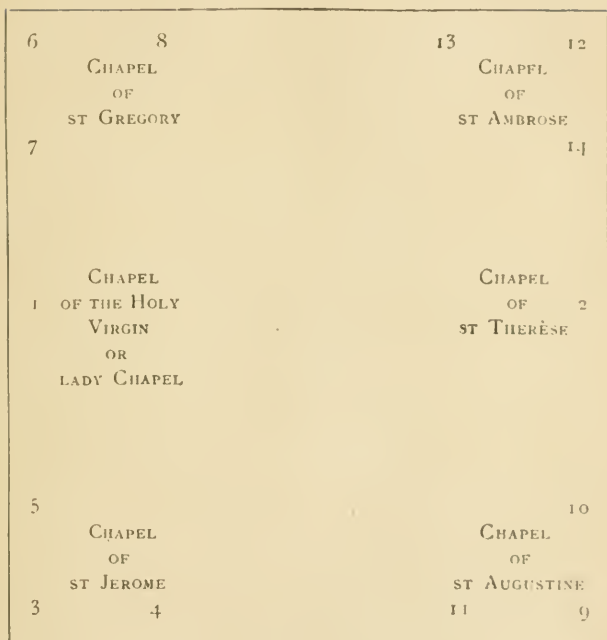 6 8 13 12
CHAPEL CHAPEL
OF OF
ST GREGORY ST AMBROSE
7 14
CHAPEL CHAPEL
1 OF THE HOLY OF 2
VIRGIN ST THERÈSE
OR
LADY CHAPEL
5 10
CHAPEL CHAPEL
OF OF
ST JEROME ST AUGUSTINE
3 4 11 9